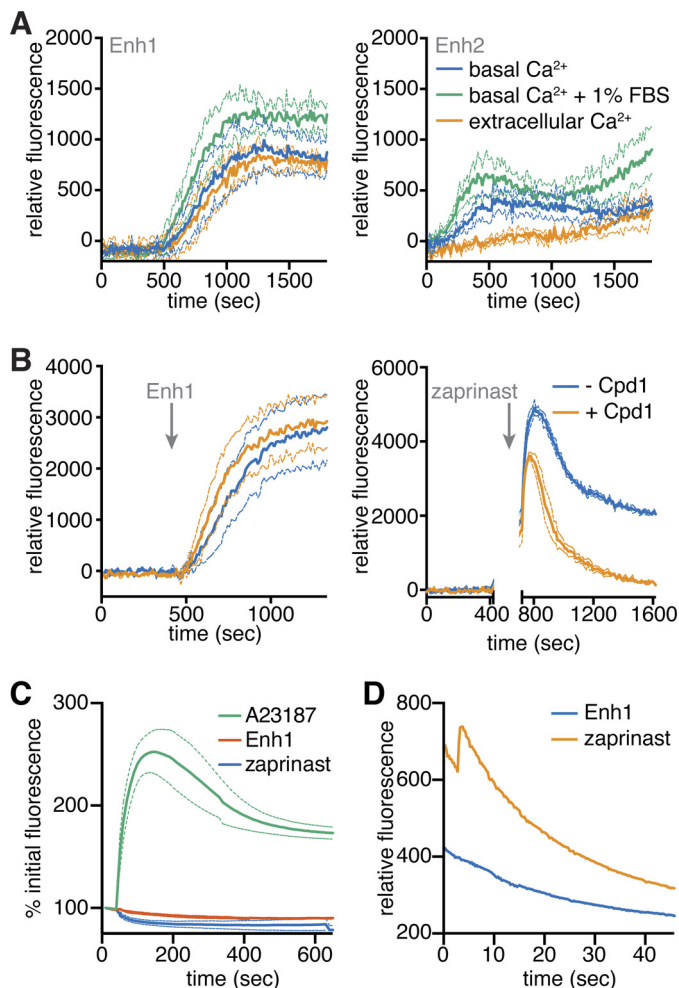 A
Enh1
relative fluorescence
2000
1500
1000
500
0
0 500 1000 1500
time (sec)
Enh2
basal Ca²⁺
basal Ca²⁺ + 1% FBS
extracellular Ca²⁺
relative fluorescence
2000
1500
1000
500
0
0 500 1000 1500
time (sec)
B
Enh1
relative fluorescence
4000
3000
2000
1000
0
0 500 1000
time (sec)
zaprinast
- Cpd1
+ Cpd1
relative fluorescence
6000
4000
2000
0
0 400 800 1200 1600
time (sec)
C
A23187
Enh1
zaprinast
% initial fluorescence
300
200
100
0 200 400 600
time (sec)
D
Enh1
zaprinast
relative fluorescence
800
600
400
200
0 10 20 30 40
time (sec)